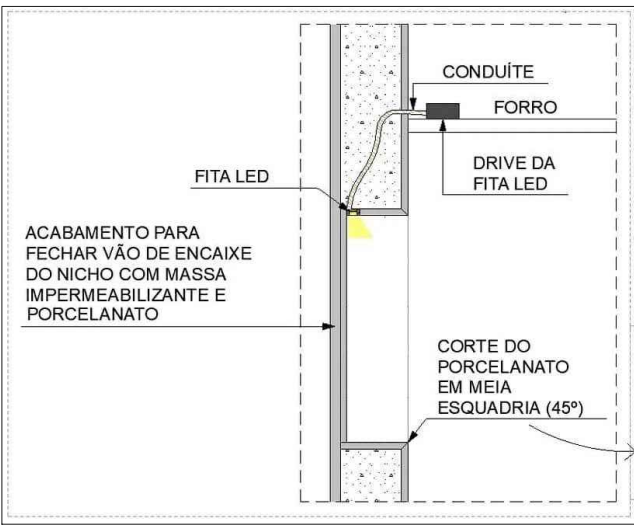 CONDUÍTE
FORRO
DRIVE DA
FITA LED
FITA LED
ACABAMENTO PARA
FECHAR VÃO DE ENCAIXE
DO NICHO COM MASSA
IMPERMEABILIZANTE E
PORCELANATO
CORTE DO
PORCELANATO
EM MEIA
ESQUADRIA (45º)